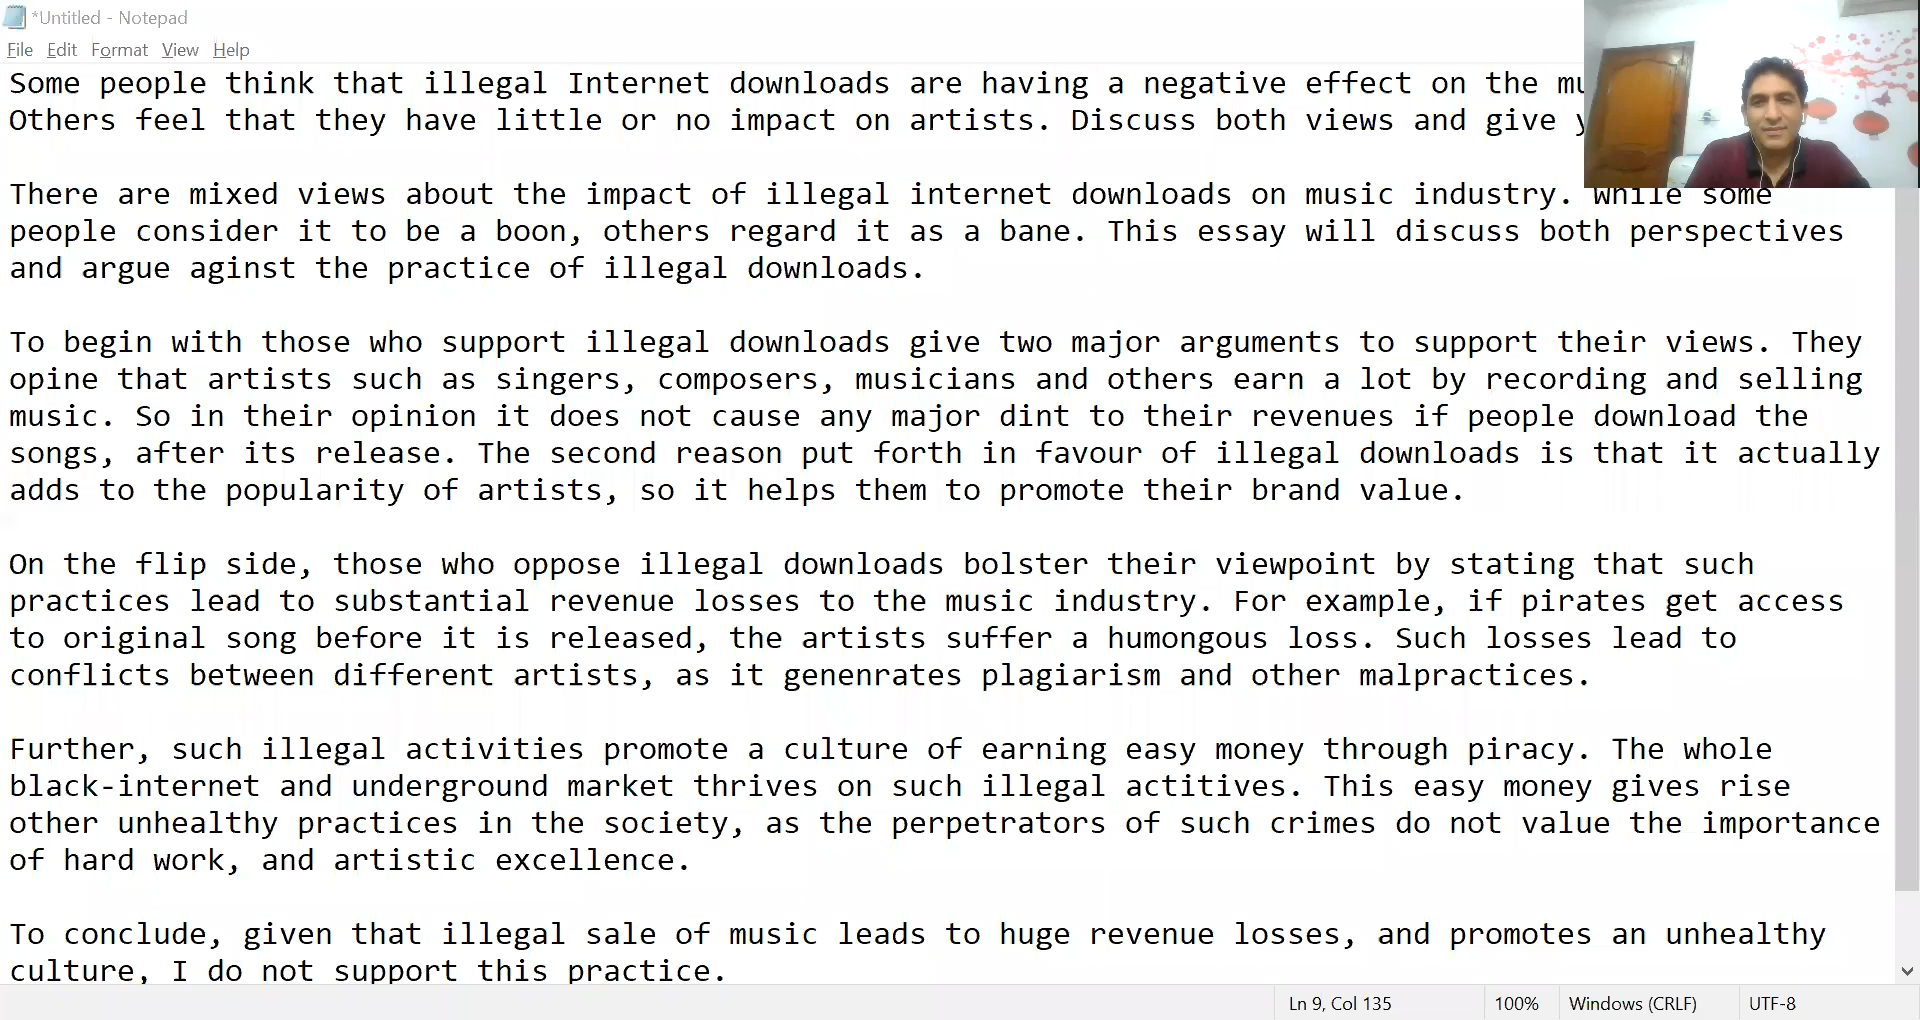 *Untitled - Notepad
File Edit Format View Help
Some people think that illegal Internet downloads are having a negative effect on the
Others feel that they have little or no impact on artists. Discuss both views and give
There are mixed views about the impact of illegal internet downloads on music industry. While some
people consider it to be a boon, others regard it as a bane. This essay will discuss both perspectives
and argue aginst the practice of illegal downloads.
To begin with those who support illegal downloads give two major arguments to support their views. They
opine that artists such as singers, composers, musicians and others earn a lot by recording and selling
music. So in their opinion it does not cause any major dint to their revenues if people download the
songs, after its release. The second reason put forth in favour of illegal downloads is that it actually
adds to the popularity of artists, so it helps them to promote their brand value.
On the flip side, those who oppose illegal downloads bolster their viewpoint by stating that such
practices lead to substantial revenue losses to the music industry. For example, if pirates get access
to original song before it is released, the artists suffer a humongous loss. Such losses lead to
conflicts between different artists, as it genenrates plagiarism and other malpractices.
Further, such illegal activities promote a culture of earning easy money through piracy. The whole
black-internet and underground market thrives on such illegal actitives. This easy money gives rise
other unhealthy practices in the society, as the perpetrators of such crimes do not value the importance
of hard work, and artistic excellence.
To conclude, given that illegal sale of music leads to huge revenue losses, and promotes an unhealthy
culture, I do not support this practice.
Ln 9, Col 135 100% Windows (CRLF) UTF-8